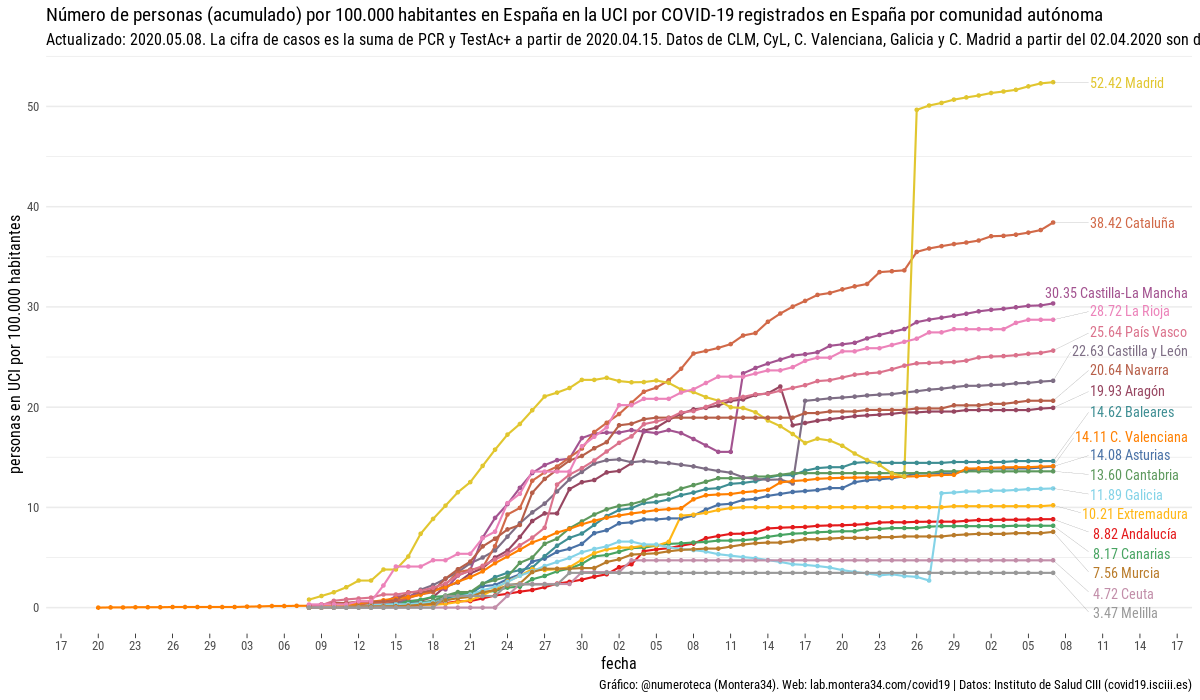 Número de personas (acumulado) por 100.000 habitantes en España en la UCI por COVID-19 registrados en España por comunidad autónoma
Actualizado: 2020.05.08. La cifra de casos es la suma de PCR y TestAc+ a partir de 2020.04.15. Datos de CLM, CyL, C. Valenciana, Galicia y C. Madrid a partir del 02.04.2020 son d
personas en UCI por 100.000 habitantes
50
40
30
20
10
0
52.42 Madrid
38.42 Cataluña
30.35 Castilla-La Mancha
28.72 La Rioja
25.64 País Vasco
22.63 Castilla y León
20.64 Navarra
19.93 Aragón
14.62 Baleares
14.11 C. Valenciana
14.08 Asturias
13.60 Cantabria
11.89 Galicia
10.21 Extremadura
8.82 Andalucía
8.17 Canarias
7.56 Murcia
4.72 Ceuta
3.47 Melilla
17 20 23 26 29 03 06 09 12 15 18 21 24 27 30 02 05 08 11 14 17 20 23 26 29 02 05 08 11 14 17
fecha
Gráfico: @numeroteca (Montera34). Web: lab.montera34.com/covid19 | Datos: Instituto de Salud CIII (covid19.isciii.es)